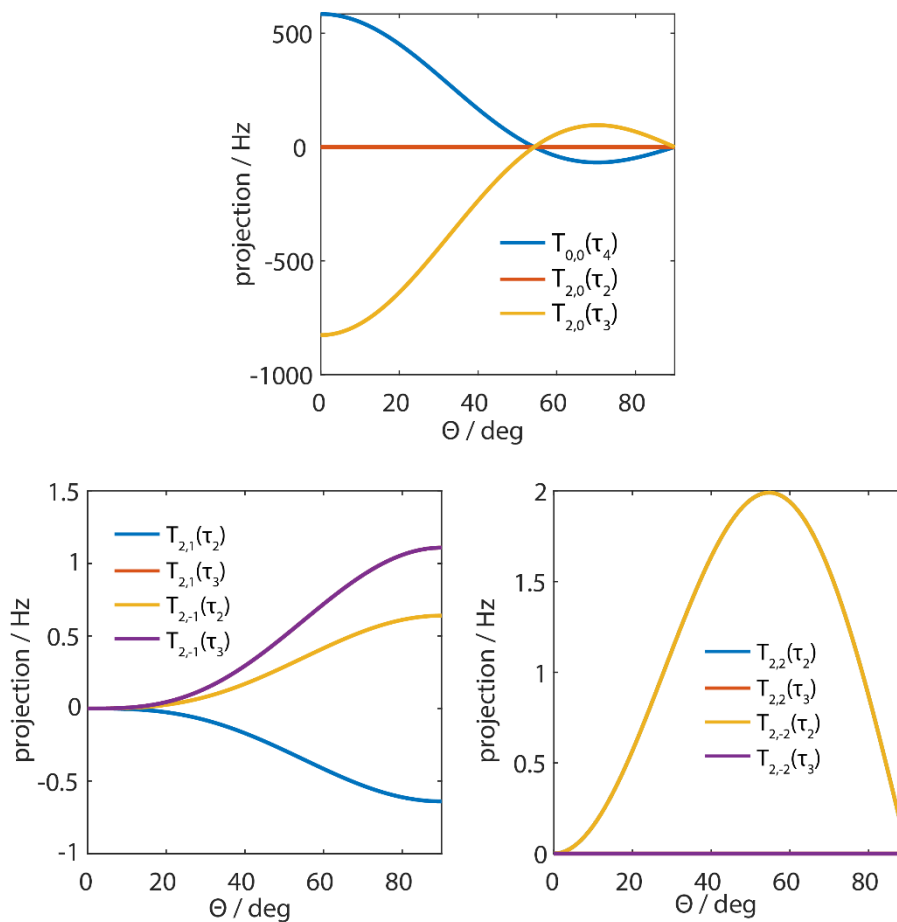 500
0
-500
-1000
projection / Hz
T0,0(τ4)
T2,0(τ2)
T2,0(τ3)
0 20 40 60 80
Θ / deg
1.5
1
0.5
0
-0.5
-1
projection / Hz
T2,1(τ2)
T2,1(τ3)
T2,-1(τ2)
T2,-1(τ3)
0 20 40 60 80
Θ / deg
2
1.5
1
0.5
0
projection / Hz
T2,2(τ2)
T2,2(τ3)
T2,-2(τ2)
T2,-2(τ3)
0 20 40 60 80
Θ / deg